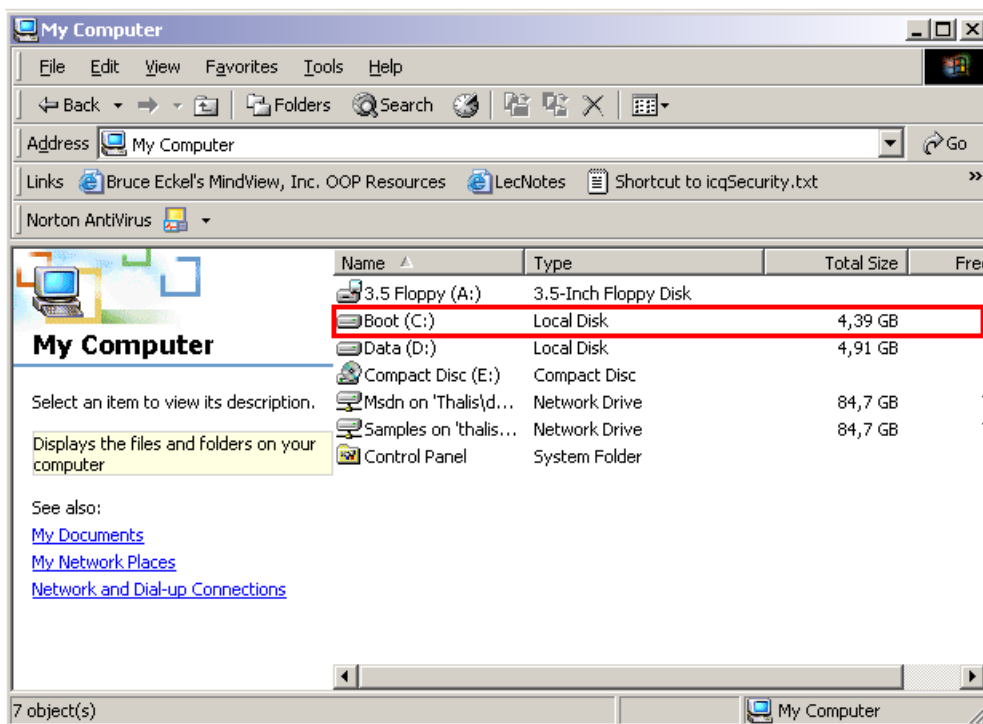 My Computer
File Edit View Favorites Tools Help
Back Folders Search
Address My Computer Go
Links Bruce Eckel's MindView, Inc. OOP Resources LecNotes Shortcut to icqSecurity.txt »
Norton AntiVirus
Name Type Total Size Fre
3.5 Floppy (A:) 3.5-Inch Floppy Disk
Boot (C:) Local Disk 4,39 GB
Data (D:) Local Disk 4,91 GB
Compact Disc (E:) Compact Disc
Msdn on 'Thalis\d... Network Drive 84,7 GB
Samples on 'thalis... Network Drive 84,7 GB
Control Panel System Folder
My Computer
Select an item to view its description.
Displays the files and folders on your
computer
See also:
My Documents
My Network Places
Network and Dial-up Connections
7 object(s) My Computer